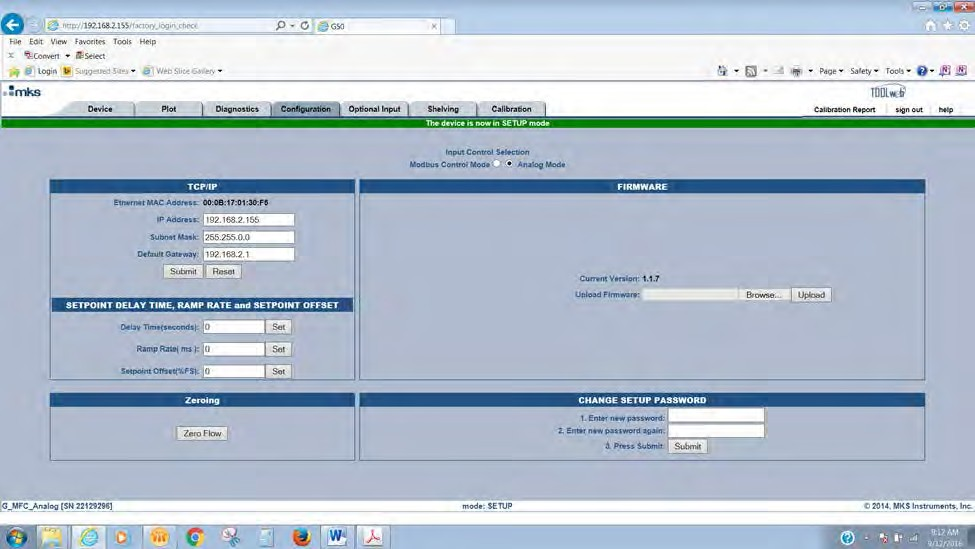 http://192.168.2.155/factory_login_check
G50
File Edit View Favorites Tools Help
Convert Select
Login Suggested Sites Web Slice Gallery
Page Safety Tools
mks
TOOLweb
Device Plot Diagnostics Configuration Optional Input Shelving Calibration
Calibration Report sign out help
The device is now in SETUP mode
Input Control Selection
Modbus Control Mode Analog Mode
TCP/IP
Ethernet MAC Address: 00:0B:17:01:30:F6
IP Address: 192.168.2.155
Subnet Mask: 255.255.0.0
Default Gateway: 192.168.2.1
Submit Reset
SETPOINT DELAY TIME, RAMP RATE and SETPOINT OFFSET
Delay Time(seconds): 0 Set
Ramp Rate( ms ): 0 Set
Setpoint Offset(%FS): 0 Set
Zeroing
Zero Flow
FIRMWARE
Current Version: 1.1.7
Upload Firmware: Browse... Upload
CHANGE SETUP PASSWORD
1. Enter new password:
2. Enter new password again:
3. Press Submit: Submit
G_MFC_Analog [SN 22129296]
mode: SETUP
© 2014, MKS Instruments, Inc.
9:12 AM
9/12/2016